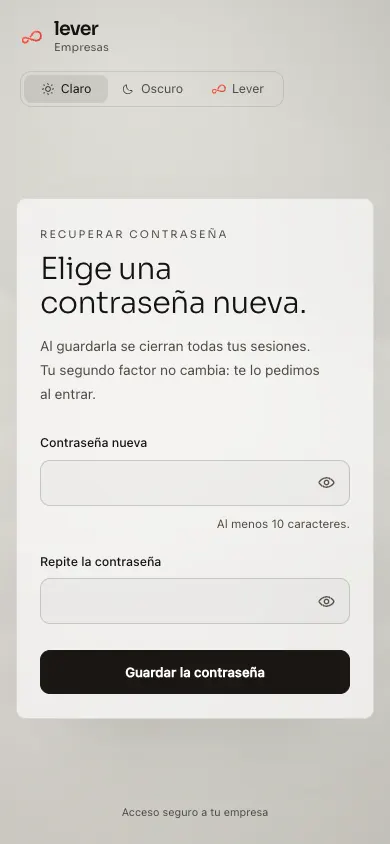 lever
Empresas
Claro Oscuro Lever
RECUPERAR CONTRASEÑA
Elige una
contraseña nueva.
Al guardarla se cierran todas tus sesiones.
Tu segundo factor no cambia: te lo pedimos
al entrar.
Contraseña nueva
Al menos 10 caracteres.
Repite la contraseña
Guardar la contraseña
Acceso seguro a tu empresa